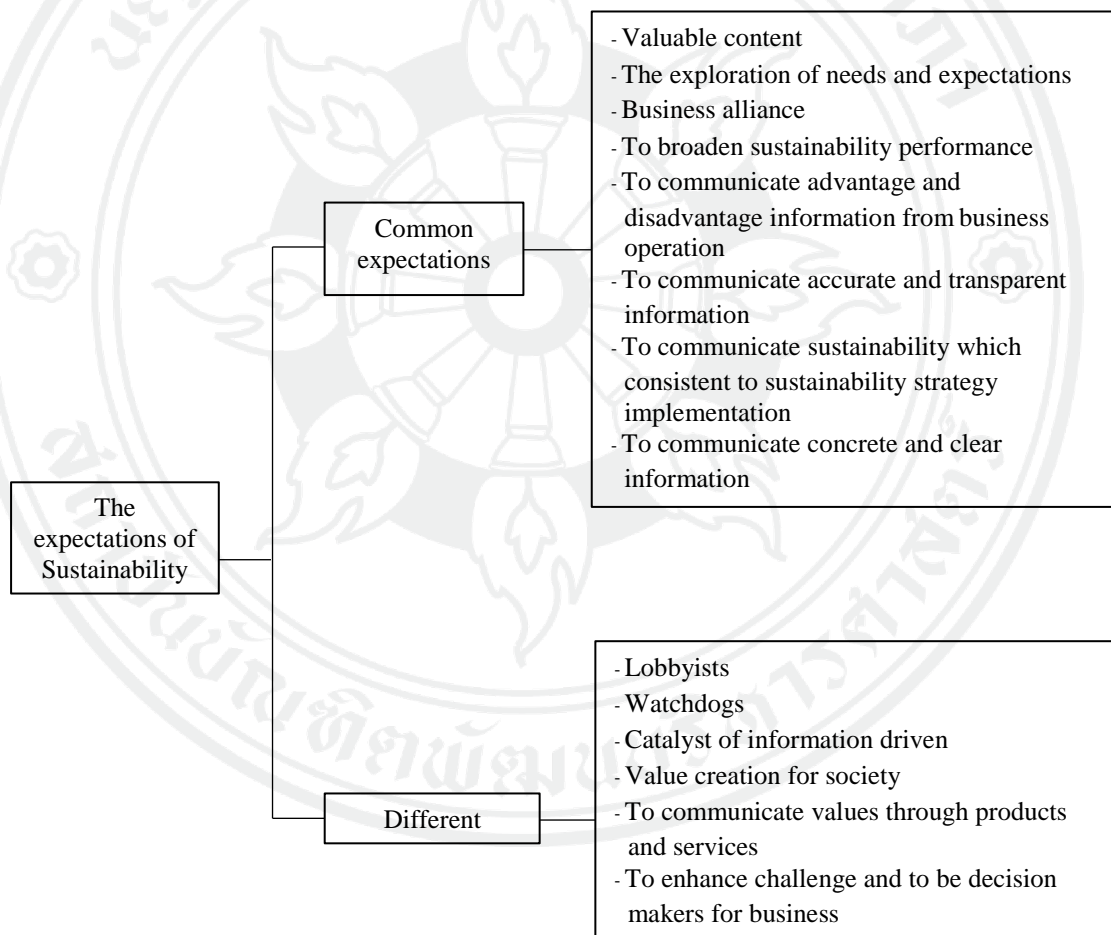 - Valuable content
- The exploration of needs and expectations
- Business alliance
- To broaden sustainability performance
- To communicate advantage and
disadvantage information from business
operation
- To communicate accurate and transparent
information
- To communicate sustainability which
consistent to sustainability strategy
implementation
- To communicate concrete and clear
information
Common
expectations
The
expectations of
Sustainability
- Lobbyists
- Watchdogs
- Catalyst of information driven
- Value creation for society
- To communicate values through products
and services
- To enhance challenge and to be decision
makers for business
Different